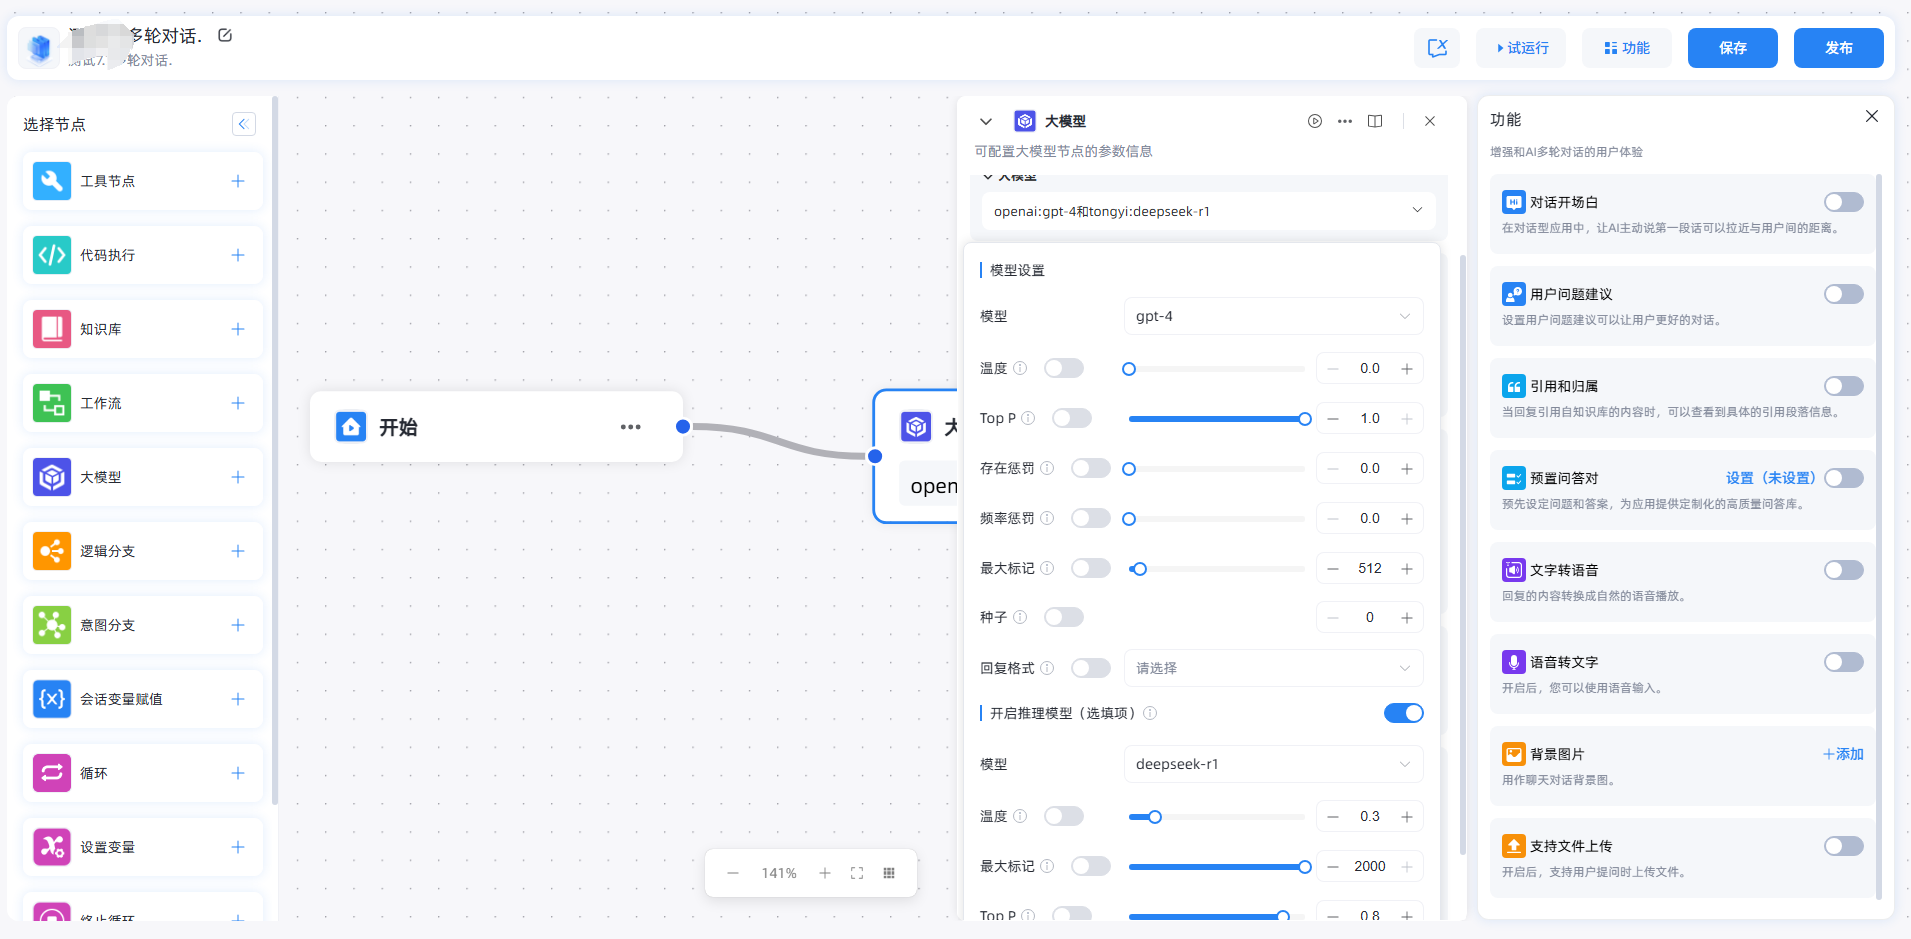 多轮对话.
测试7. 多轮对话.
试运行
功能
保存
发布
选择节点
工具节点
代码执行
知识库
工作流
大模型
逻辑分支
意图分支
会话变量赋值
循环
设置变量
终止循环
开始
大
open
141%
大模型
可配置大模型节点的参数信息
大模型
openai:gpt-4和tongyi:deepseek-r1
模型设置
模型
gpt-4
温度
0.0
Top P
1.0
存在惩罚
0.0
频率惩罚
0.0
最大标记
512
种子
0
回复格式
请选择
开启推理模型（选填项）
模型
deepseek-r1
温度
0.3
最大标记
2000
Top P
0.8
功能
增强和AI多轮对话的用户体验
Hi
对话开场白
在对话型应用中，让AI主动说第一段话可以拉近与用户间的距离。
用户问题建议
设置用户问题建议可以让用户更好的对话。
引用和归属
当回复引用自知识库的内容时，可以查看到具体的引用段落信息。
预置问答对
设置（未设置）
预先设定问题和答案，为应用提供定制化的高质量问答库。
文字转语音
回复的内容转换成自然的语音播放。
语音转文字
开启后，您可以使用语音输入。
背景图片
+添加
用作聊天对话背景图。
支持文件上传
开启后，支持用户提问时上传文件。